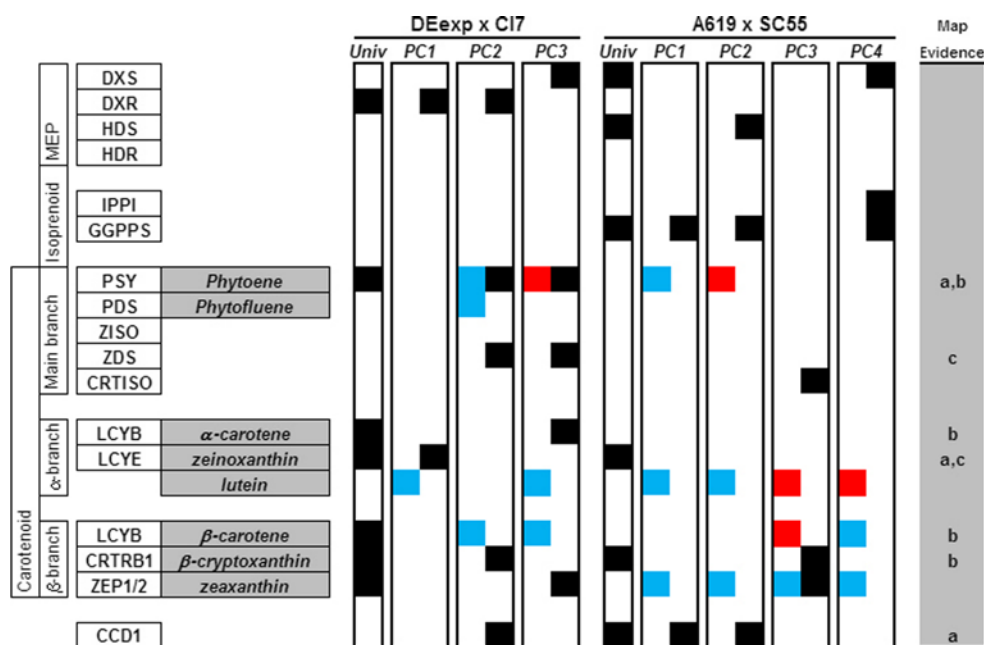 DEexp x CI7 A619 x SC55 Map
Univ PC1 PC2 PC3 Univ PC1 PC2 PC3 PC4 Evidence
MEP
DXS
DXR
HDS
HDR
Isoprenoid
IPPI
GGPPS
Carotenoid
Main branch
PSY Phytoene a,b
PDS Phytofluene
ZISO
ZDS c
CRTISO
α-branch
LCYB α-carotene b
LCYE zeinoxanthin a,c
lutein
β-branch
LCYB β-carotene b
CRTRB1 β-cryptoxanthin b
ZEP1/2 zeaxanthin
CCD1 a